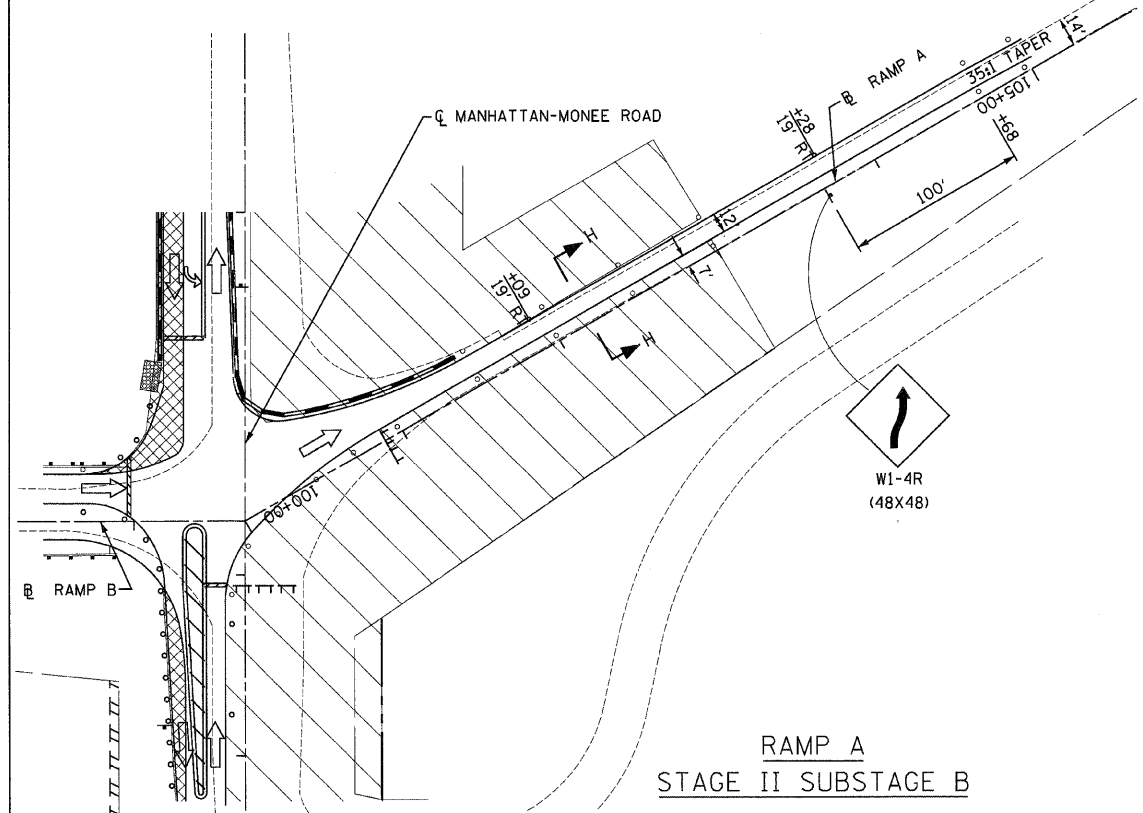 14'
35:1 TAPER
℄ RAMP A
105+00
+68
100'
+28
19' RT
℄ MANHATTAN-MONEE ROAD
H
+09
19' RT
7'
H
100+00
W1-4R
(48X48)
RAMP B
RAMP A
STAGE II SUBSTAGE B